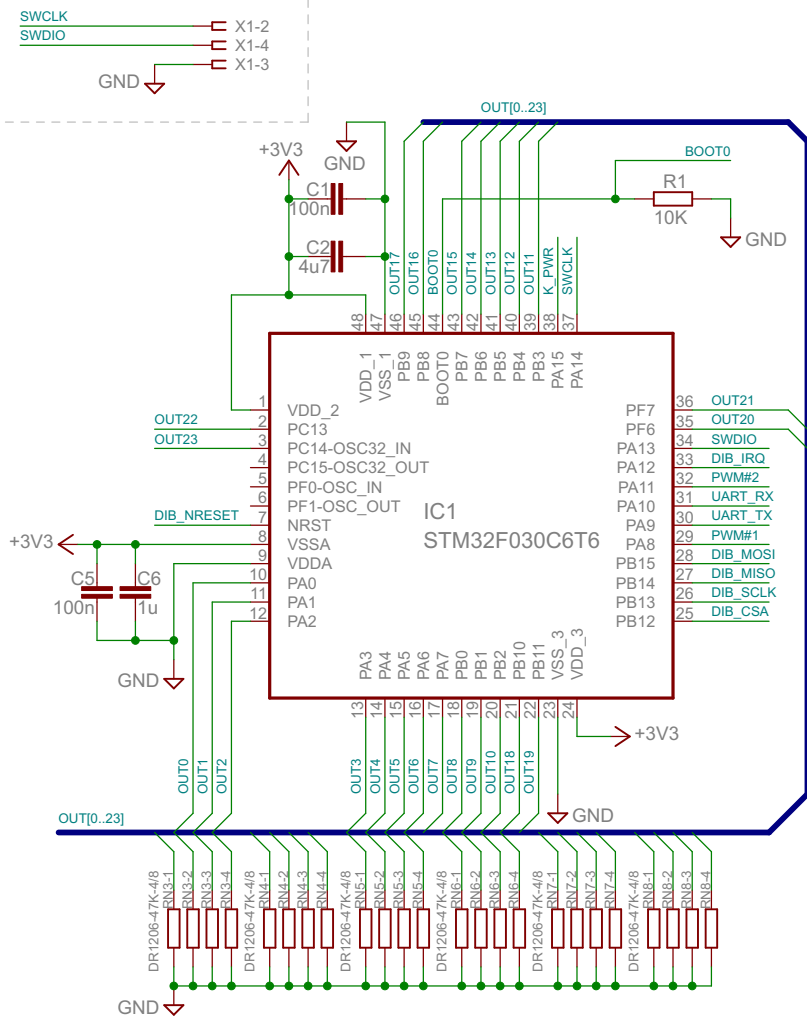 SWCLK
X1-2
SWDIO
X1-4
X1-3
GND
OUT[0..23]
+3V3
GND
BOOT0
C1
100n
R1
10K
GND
C2
4u7
OUT17
OUT16
BOOT0
OUT15
OUT14
OUT13
OUT12
OUT11
K_PWR
SWCLK
48
47
46
45
44
43
42
41
40
39
38
37
VDD_1
VSS_1
PB9
PB8
BOOT0
PB7
PB6
PB5
PB4
PB3
PA15
PA14
1 VDD_2
OUT22 2 PC13
OUT23 3 PC14-OSC32_IN
4 PC15-OSC32_OUT
5 PF0-OSC_IN
6 PF1-OSC_OUT
DIB_NRESET 7 NRST
+3V3 8 VSSA
9 VDDA
10 PA0
11 PA1
12 PA2
IC1
STM32F030C6T6
PF7 36 OUT21
PF6 35 OUT20
PA13 34 SWDIO
PA12 33 DIB_IRQ
PA11 32 PWM#2
PA10 31 UART_RX
PA9 30 UART_TX
PA8 29 PWM#1
PB15 28 DIB_MOSI
PB14 27 DIB_MISO
PB13 26 DIB_SCLK
PB12 25 DIB_CSA
C5
100n
C6
1u
GND
PA3
PA4
PA5
PA6
PA7
PB0
PB1
PB2
PB10
PB11
VSS_3
VDD_3
13
14
15
16
17
18
19
20
21
22
23
24
+3V3
OUT0
OUT1
OUT2
OUT3
OUT4
OUT5
OUT6
OUT7
OUT8
OUT9
OUT10
OUT18
OUT19
GND
OUT[0..23]
DR1206-47K-4/8
RN3-1
RN3-2
RN3-3
RN3-4
DR1206-47K-4/8
RN4-1
RN4-2
RN4-3
RN4-4
DR1206-47K-4/8
RN5-1
RN5-2
RN5-3
RN5-4
DR1206-47K-4/8
RN6-1
RN6-2
RN6-3
RN6-4
DR1206-47K-4/8
RN7-1
RN7-2
RN7-3
RN7-4
DR1206-47K-4/8
RN8-1
RN8-2
RN8-3
RN8-4
GND